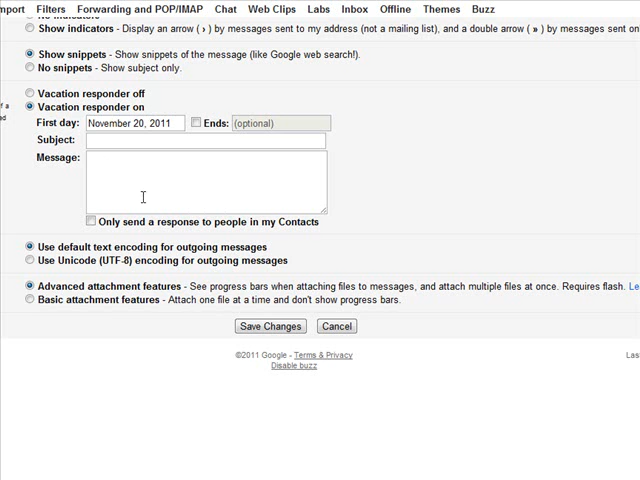 mport Filters Forwarding and POP/IMAP Chat Web Clips Labs Inbox Offline Themes Buzz
No indicators
Show indicators - Display an arrow ( › ) by messages sent to my address (not a mailing list), and a double arrow ( » ) by messages sent onl
Show snippets - Show snippets of the message (like Google web search!).
No snippets - Show subject only.
Vacation responder off
Vacation responder on
First day: November 20, 2011 Ends: (optional)
Subject:
Message:
Only send a response to people in my Contacts
Use default text encoding for outgoing messages
Use Unicode (UTF-8) encoding for outgoing messages
Advanced attachment features - See progress bars when attaching files to messages, and attach multiple files at once. Requires flash. Le
Basic attachment features - Attach one file at a time and don't show progress bars.
Save Changes Cancel
©2011 Google - Terms & Privacy Las
Disable buzz